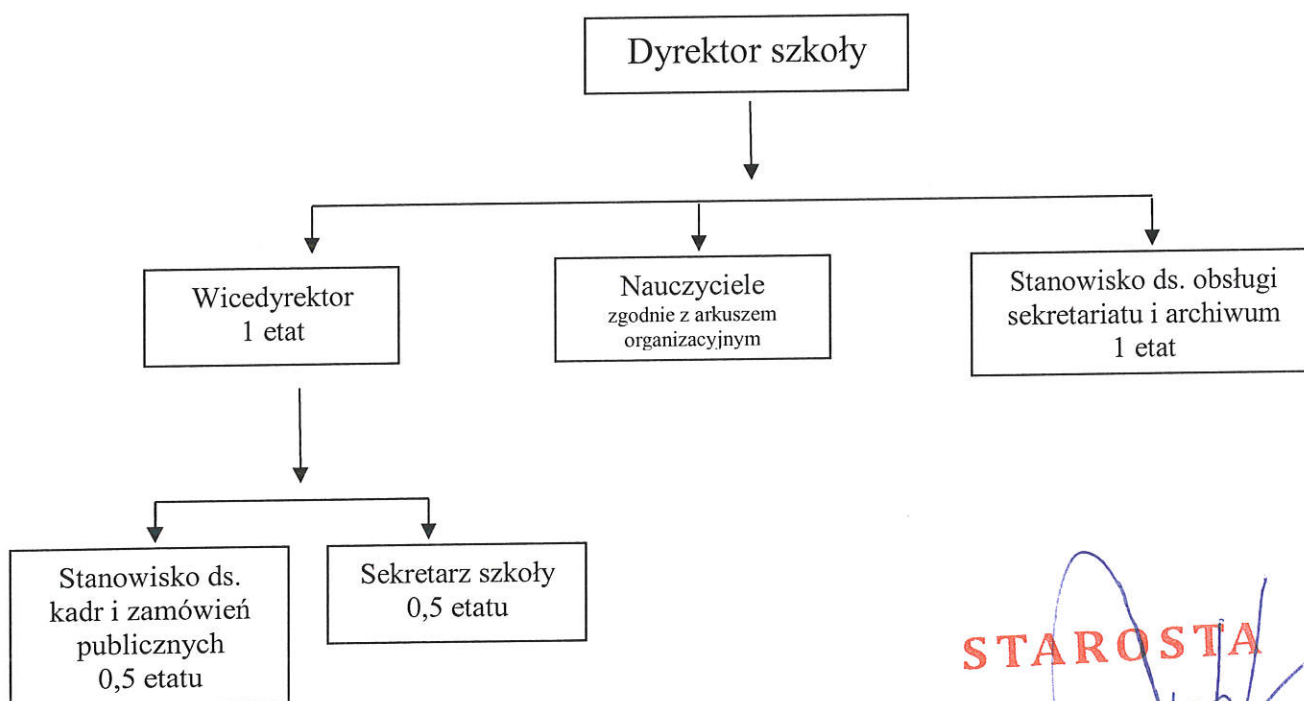 Dyrektor szkoły
Wicedyrektor
1 etat
Nauczyciele
zgodnie z arkuszem
organizacyjnym
Stanowisko ds. obsługi
sekretariatu i archiwum
1 etat
Stanowisko ds.
kadr i zamówień
publicznych
0,5 etatu
Sekretarz szkoły
0,5 etatu
STAROSTA